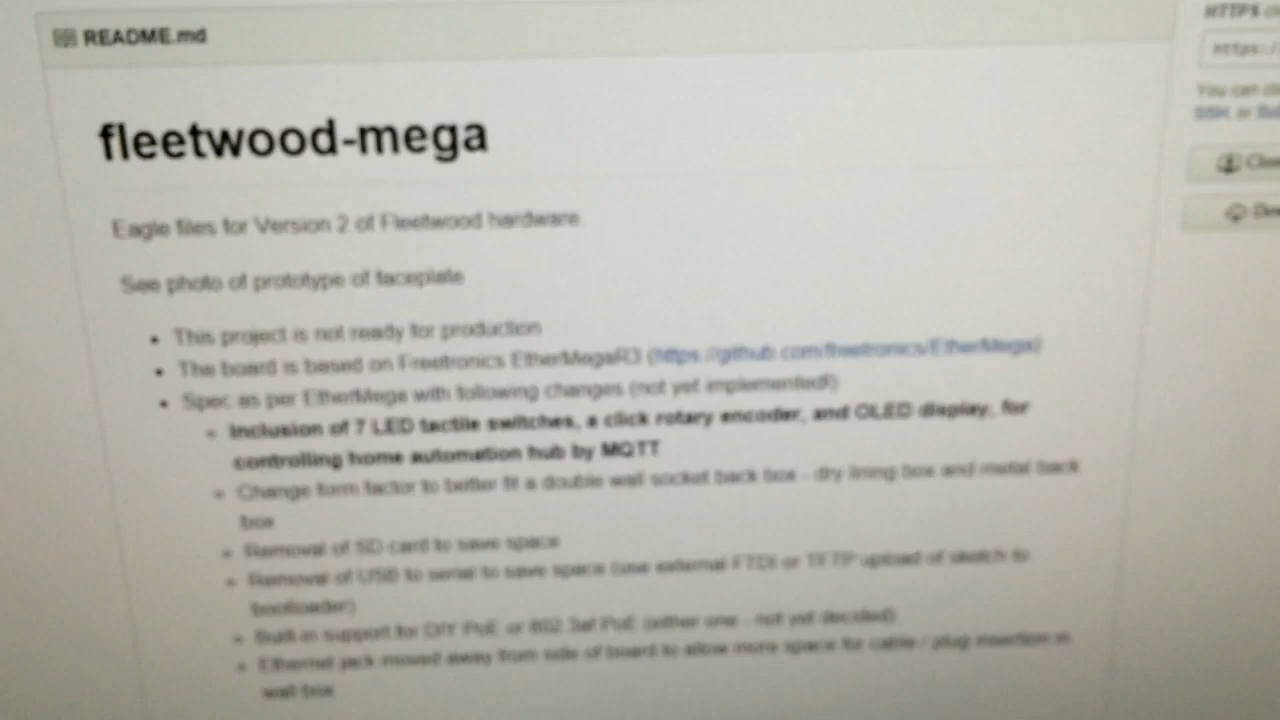 README.md
fleetwood-mega
Eagle files for Version 2 of Fleetwood hardware
See photo of prototype of faceplate
This project is not ready for production
The board is based on Freetronics EtherMegaR3 (https://github.com/freetronics/EtherMega)
Spec as per EtherMega with following changes (not yet implemented!)
Inclusion of 7 LED tactile switches, a click rotary encoder, and OLED display, for
controlling home automation hub by MQTT
Change form factor to better fit a double wall socket back box - dry lining box and metal back
box
Removal of SD card to save space
Removal of USB to serial to save space (use external FTDI or TFTP upload of sketch to
bootloader)
Built-in support for DIY PoE or 802.3af PoE (either one - not yet decided)
Ethernet jack moved away from side of board to allow more space for cable / plug insertion in
wall box
HTTPS
https:/
You can
SSH, or